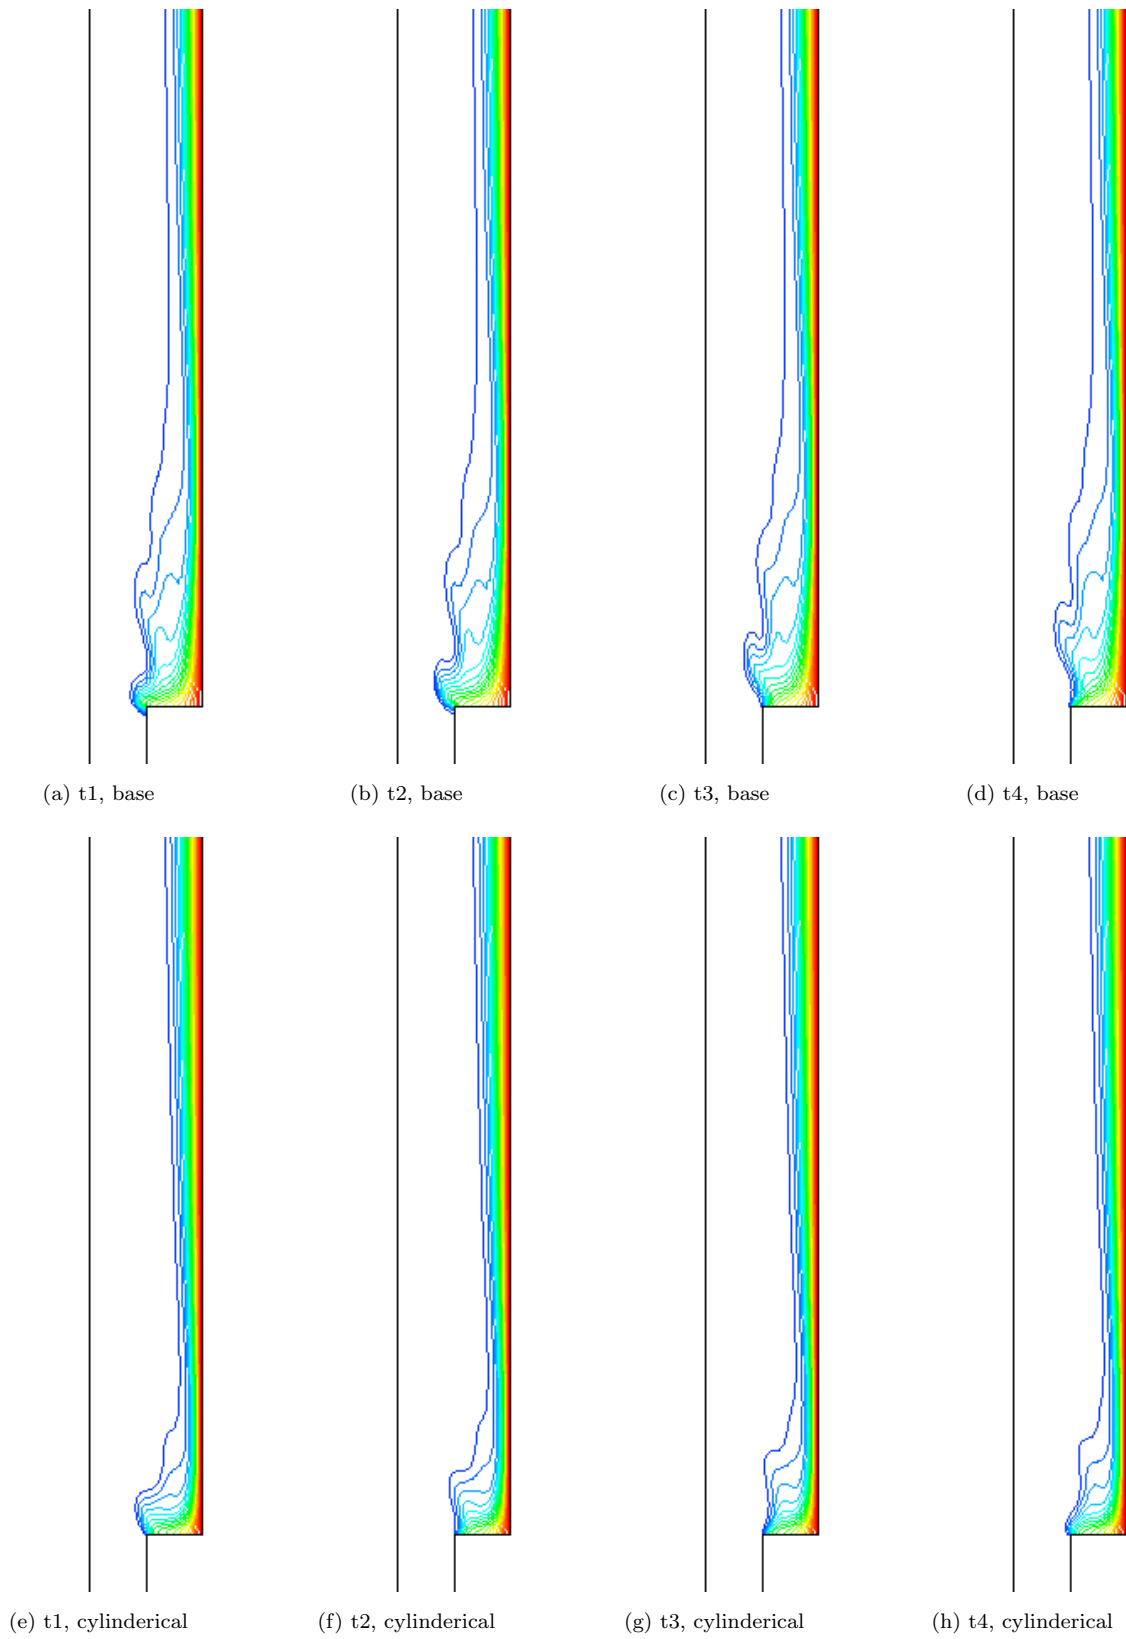 (a) t1, base (b) t2, base (c) t3, base (d) t4, base
(e) t1, cylinderical (f) t2, cylinderical (g) t3, cylinderical (h) t4, cylinderical